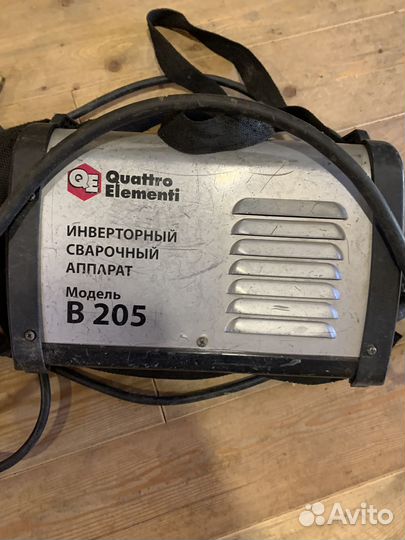 QE Quattro
Elementi
ИНВЕРТОРНЫЙ
СВАРОЧНЫЙ
АППАРАТ
Модель
B 205
Avito